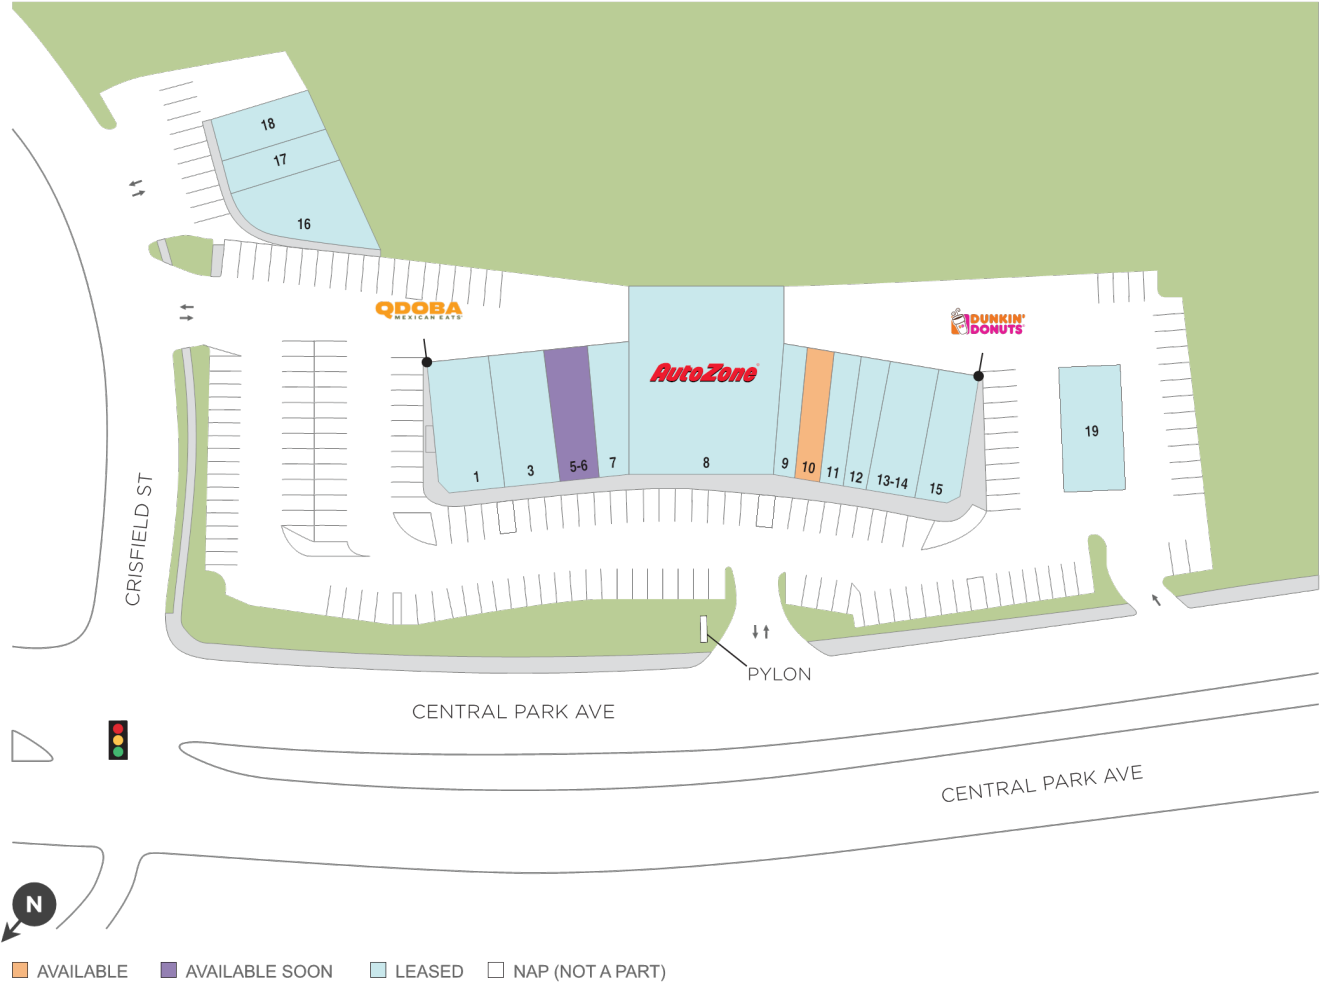 18
17
16
QDOBA
MEXICAN EATS
DUNKIN'
DONUTS
AutoZone
19
1
3
5-6
7
8
9
10
11
12
13-14
15
CRISFIELD ST
PYLON
CENTRAL PARK AVE
CENTRAL PARK AVE
N
AVAILABLE
AVAILABLE SOON
LEASED
NAP (NOT A PART)